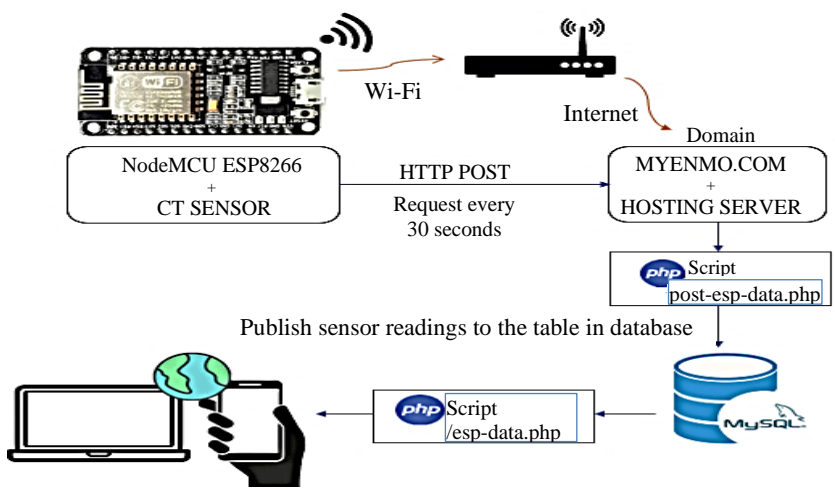 Wi-Fi
Internet
Domain
NodeMCU ESP8266
+
CT SENSOR
HTTP POST
Request every
30 seconds
MYENMO.COM
+
HOSTING SERVER
php Script
post-esp-data.php
Publish sensor readings to the table in database
php Script
/esp-data.php
MySQL